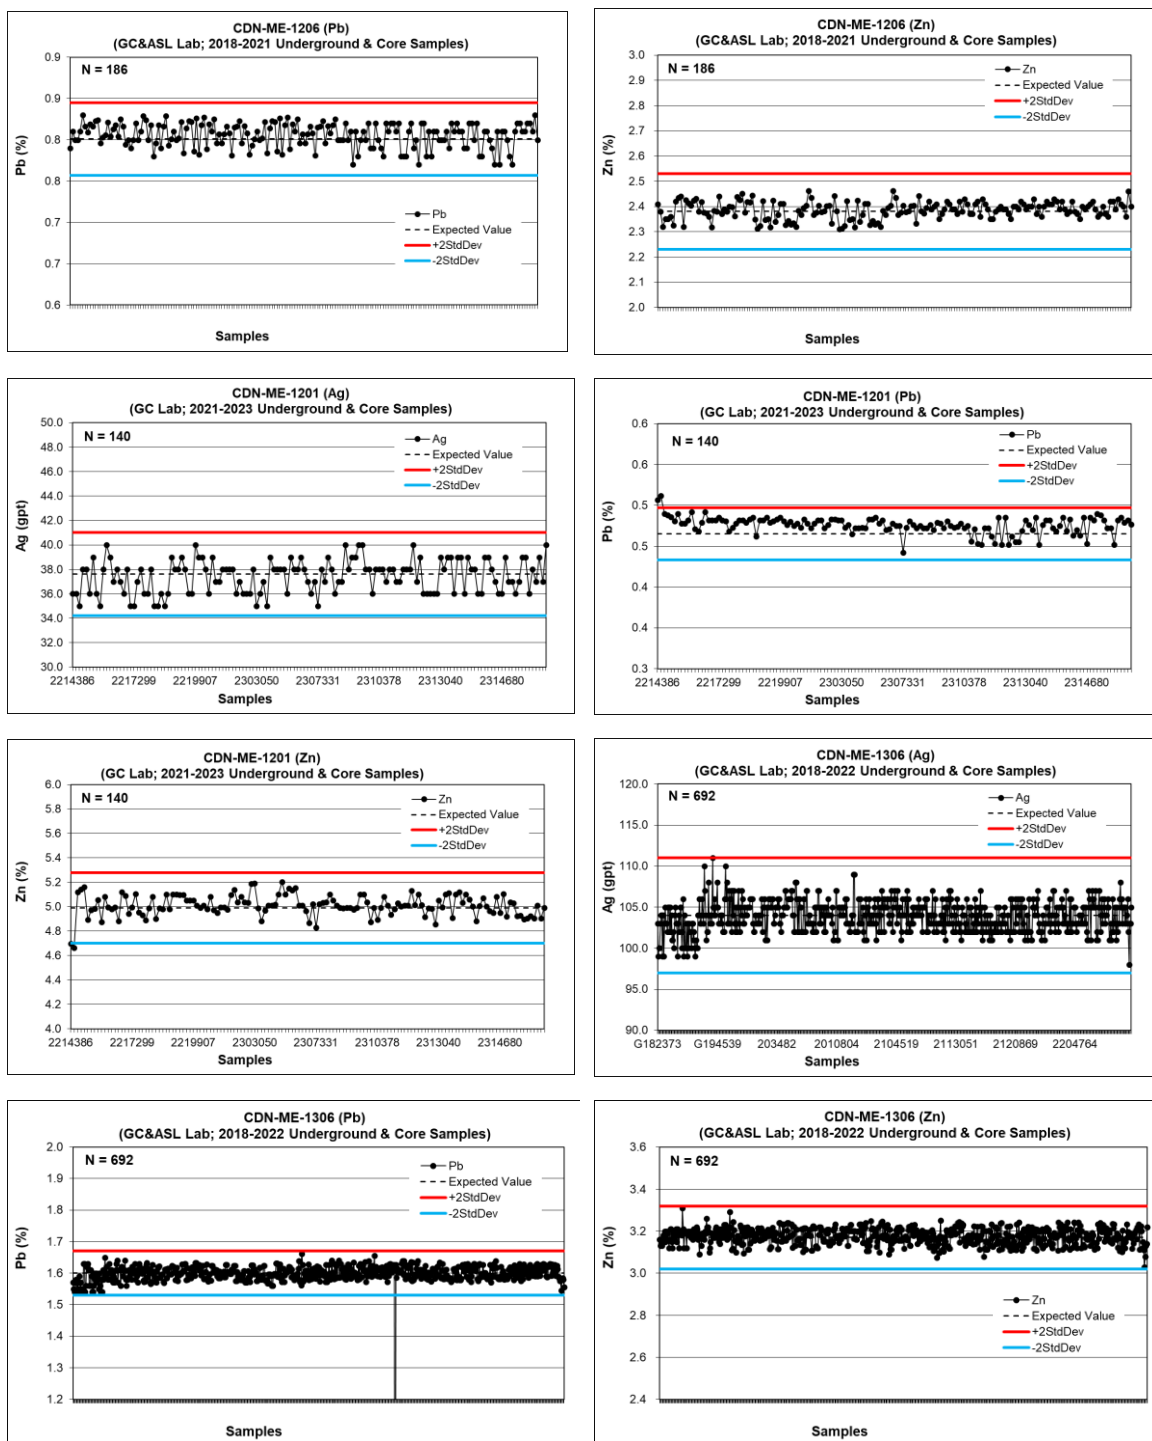 CDN-ME-1206 (Pb)
(GC&ASL Lab; 2018-2021 Underground & Core Samples)
N = 186
Pb (%)
0.9
0.9
0.8
0.8
0.7
0.7
0.6
Pb
Expected Value
+2StdDev
-2StdDev
Samples
CDN-ME-1206 (Zn)
(GC&ASL Lab; 2018-2021 Underground & Core Samples)
N = 186
Zn (%)
3.0
2.9
2.8
2.7
2.6
2.5
2.4
2.3
2.2
2.1
2.0
Zn
Expected Value
+2StdDev
-2StdDev
Samples
CDN-ME-1201 (Ag)
(GC Lab; 2021-2023 Underground & Core Samples)
N = 140
Ag (gpt)
50.0
48.0
46.0
44.0
42.0
40.0
38.0
36.0
34.0
32.0
30.0
Ag
Expected Value
+2StdDev
-2StdDev
2214386 2217299 2219907 2303050 2307331 2310378 2313040 2314680
Samples
CDN-ME-1201 (Pb)
(GC Lab; 2021-2023 Underground & Core Samples)
N = 140
Pb (%)
0.6
0.6
0.5
0.5
0.4
0.4
0.3
Pb
Expected Value
+2StdDev
-2StdDev
2214386 2217299 2219907 2303050 2307331 2310378 2313040 2314680
Samples
CDN-ME-1201 (Zn)
(GC Lab; 2021-2023 Underground & Core Samples)
N = 140
Zn (%)
6.0
5.8
5.6
5.4
5.2
5.0
4.8
4.6
4.4
4.2
4.0
Zn
Expected Value
+2StdDev
-2StdDev
2214386 2217299 2219907 2303050 2307331 2310378 2313040 2314680
Samples
CDN-ME-1306 (Ag)
(GC&ASL Lab; 2018-2022 Underground & Core Samples)
N = 692
Ag (gpt)
120.0
115.0
110.0
105.0
100.0
95.0
90.0
Ag
Expected Value
+2StdDev
-2StdDev
G182373 G194539 203482 2010804 2104519 2113051 2120869 2204764
Samples
CDN-ME-1306 (Pb)
(GC&ASL Lab; 2018-2022 Underground & Core Samples)
N = 692
Pb (%)
2.0
1.9
1.8
1.7
1.6
1.5
1.4
1.3
1.2
Pb
Expected Value
+2StdDev
-2StdDev
Samples
CDN-ME-1306 (Zn)
(GC&ASL Lab; 2018-2022 Underground & Core Samples)
N = 692
Zn (%)
3.6
3.4
3.2
3.0
2.8
2.6
2.4
Zn
Expected Value
+2StdDev
-2StdDev
Samples